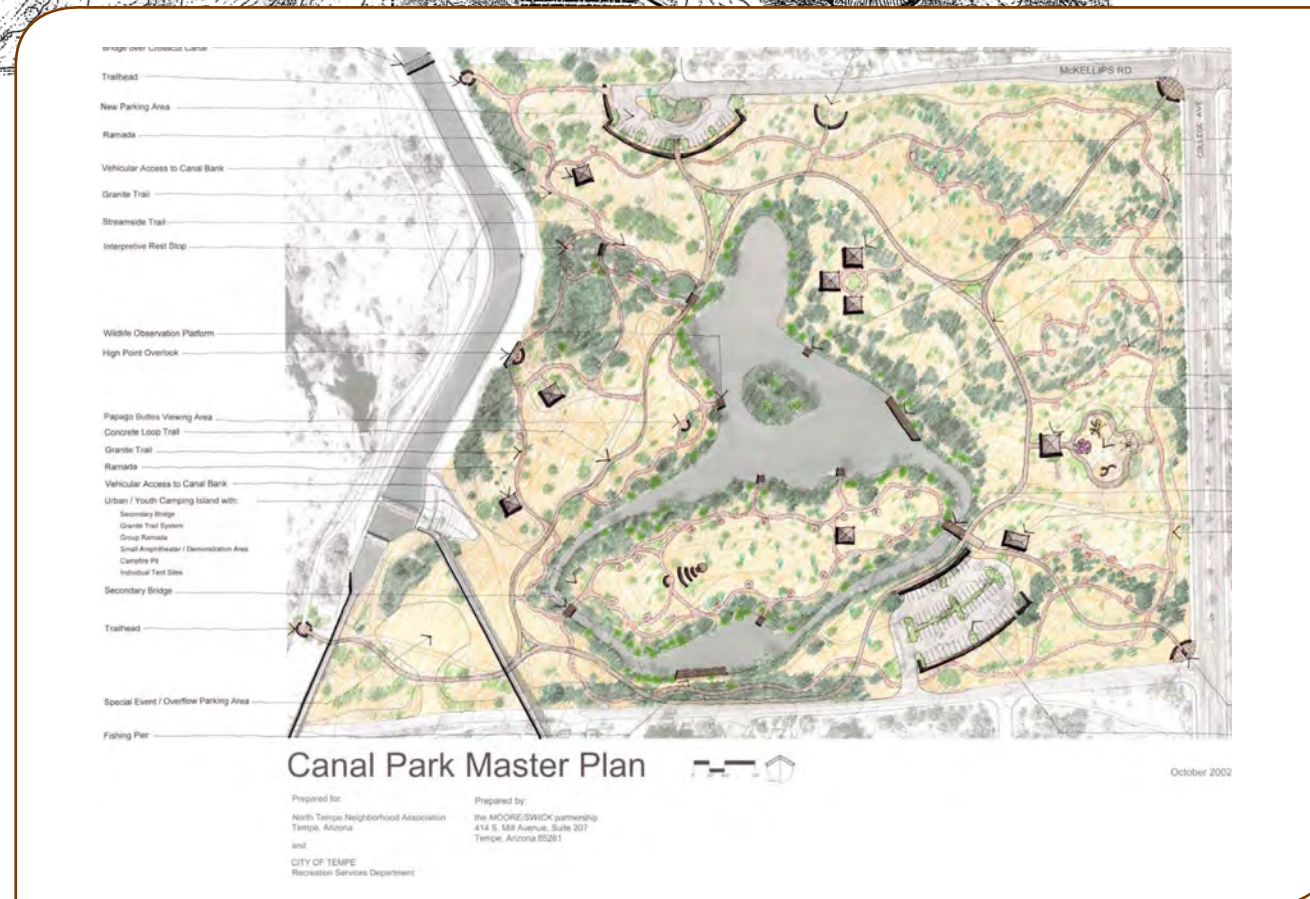 Bridge over Crosscut Canal
Trailhead
New Parking Area
Ramada
Vehicular Access to Canal Bank
Granite Trail
Streamside Trail
Interpretive Rest Stop
Wildlife Observation Platform
High Point Overlook
Papago Buttes Viewing Area
Concrete Loop Trail
Granite Trail
Ramada
Vehicular Access to Canal Bank
Urban / Youth Camping Island with:
Secondary Bridge
Granite Trail System
Group Ramada
Small Amphitheater / Demonstration Area
Campfire Pit
Individual Tent Sites
Secondary Bridge
Trailhead
Special Event / Overflow Parking Area
Fishing Pier
McKELLIPS RD.
COLLEGE AVE.
Canal Park Master Plan
October 2002
Prepared for:
North Tempe Neighborhood Association
Tempe, Arizona
and
CITY OF TEMPE
Recreation Services Department
Prepared by:
the MOORE/SWICK partnership
414 S. Mill Avenue, Suite 207
Tempe, Arizona 85281